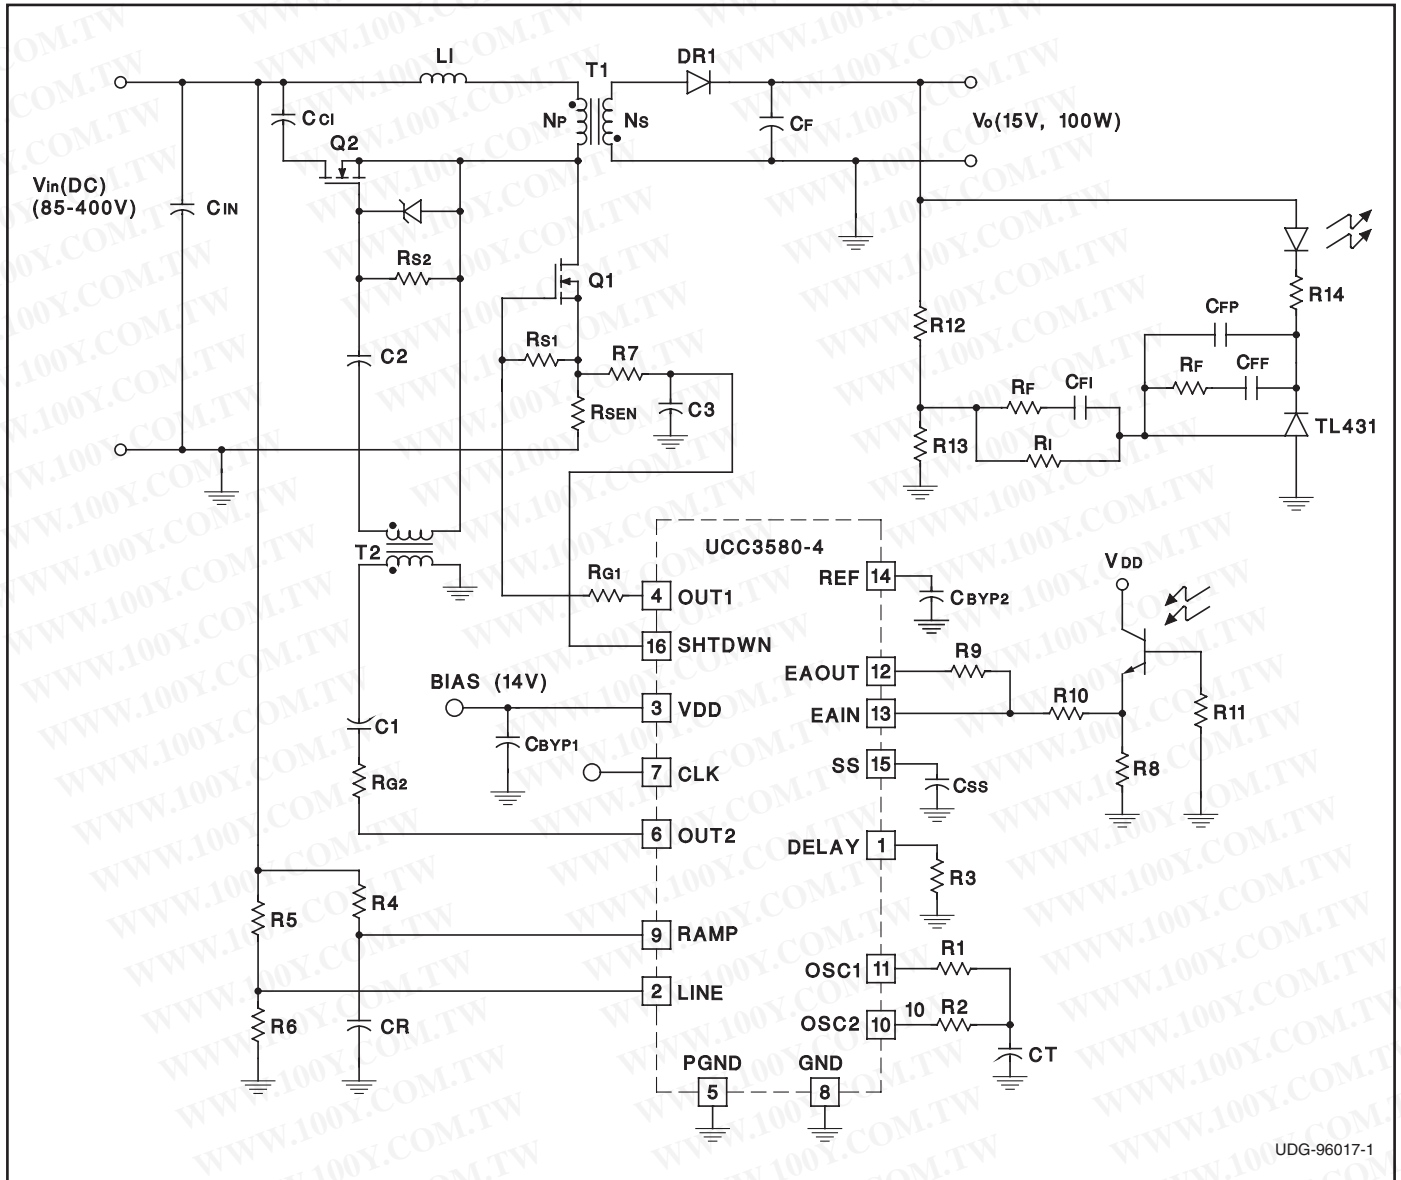 LI
T1
DR1
CCI
NP
NS
CF
Vo(15V, 100W)
Q2
Vin(DC)
(85-400V)
CIN
RS2
Q1
R14
CFP
R12
C2
RS1
R7
RF
CFF
RF
CFI
RSEN
C3
TL431
R13
RI
UCC3580-4
T2
VDD
RG1
4
OUT1
REF
14
CBYP2
16
SHTDWN
R9
EAOUT
12
BIAS (14V)
R10
3
VDD
EAIN
13
R11
C1
CBYP1
SS
15
R8
7
CLK
CSS
RG2
6
OUT2
DELAY
1
R3
R4
R5
9
RAMP
R1
OSC1
11
2
LINE
10
R2
R6
CR
OSC2
10
CT
PGND
GND
5
8
UDG-96017-1
WWW.100Y.COM.TW